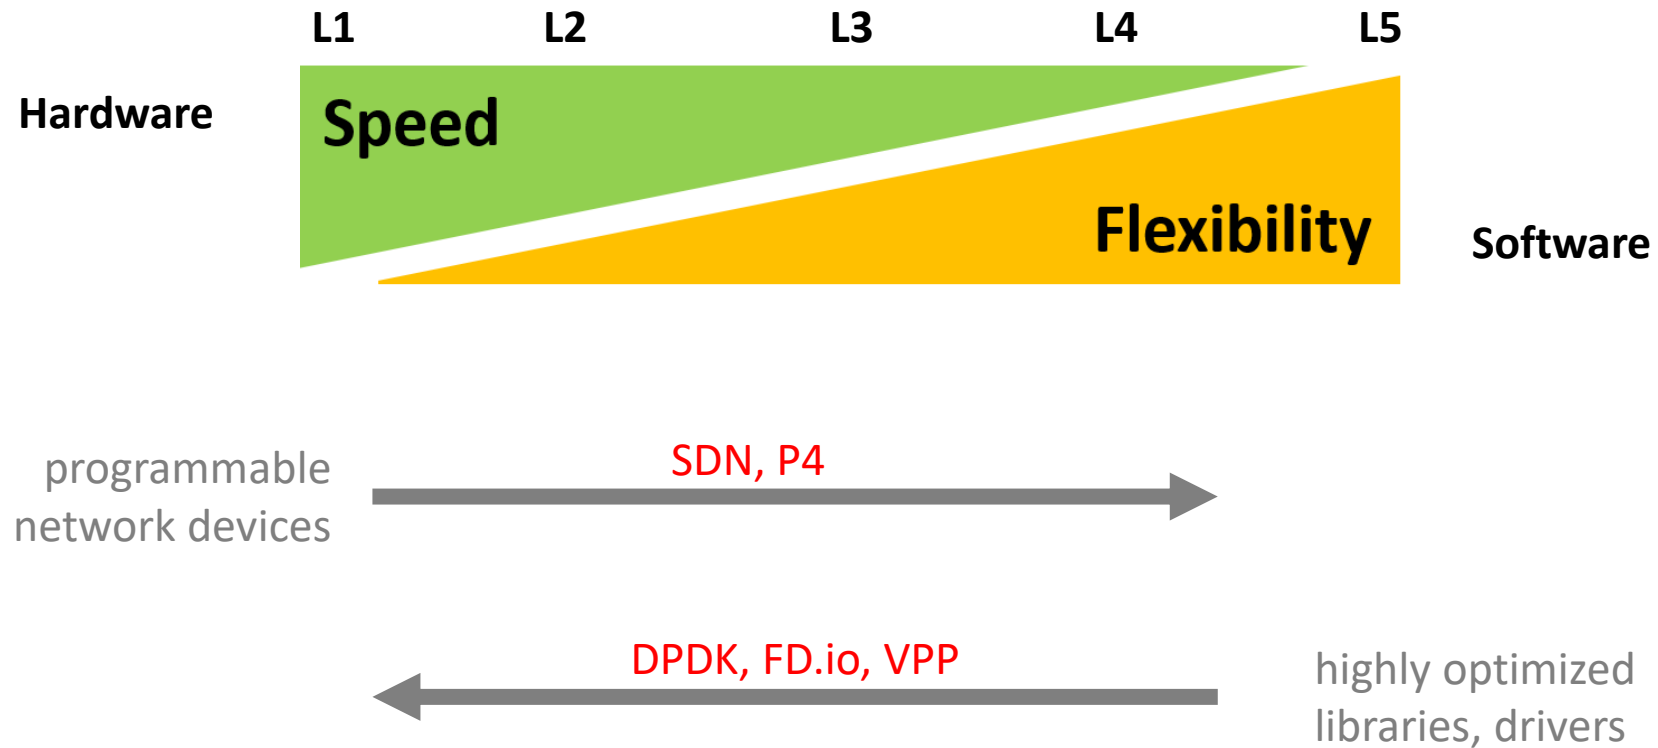 L1 L2 L3 L4 L5
Hardware
Speed
Flexibility
Software
programmable
network devices
SDN, P4
DPDK, FD.io, VPP
highly optimized
libraries, drivers